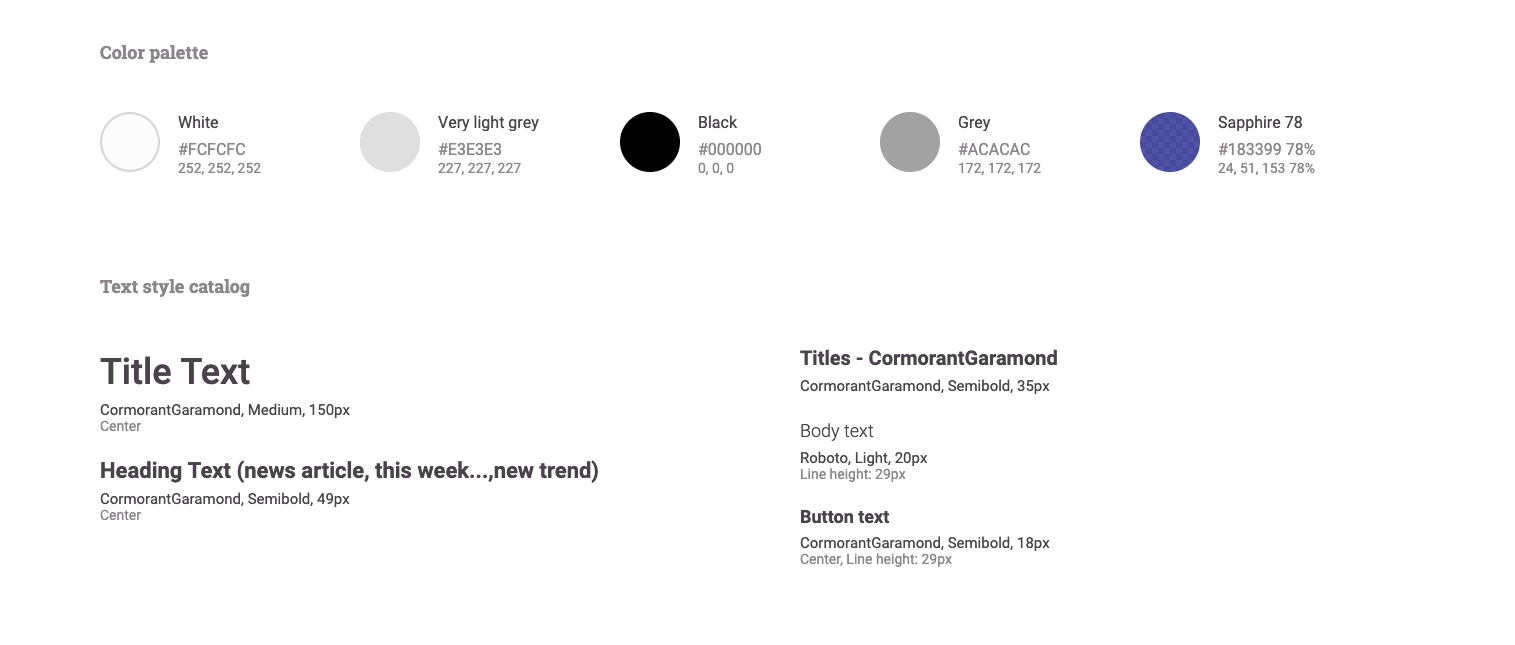 Color palette
White
#FCFCFC
252, 252, 252
Very light grey
#E3E3E3
227, 227, 227
Black
#000000
0, 0, 0
Grey
#ACACAC
172, 172, 172
Sapphire 78
#183399 78%
24, 51, 153 78%
Text style catalog
Title Text
CormorantGaramond, Medium, 150px
Center
Heading Text (news article, this week...,new trend)
CormorantGaramond, Semibold, 49px
Center
Titles - CormorantGaramond
CormorantGaramond, Semibold, 35px
Body text
Roboto, Light, 20px
Line height: 29px
Button text
CormorantGaramond, Semibold, 18px
Center, Line height: 29px